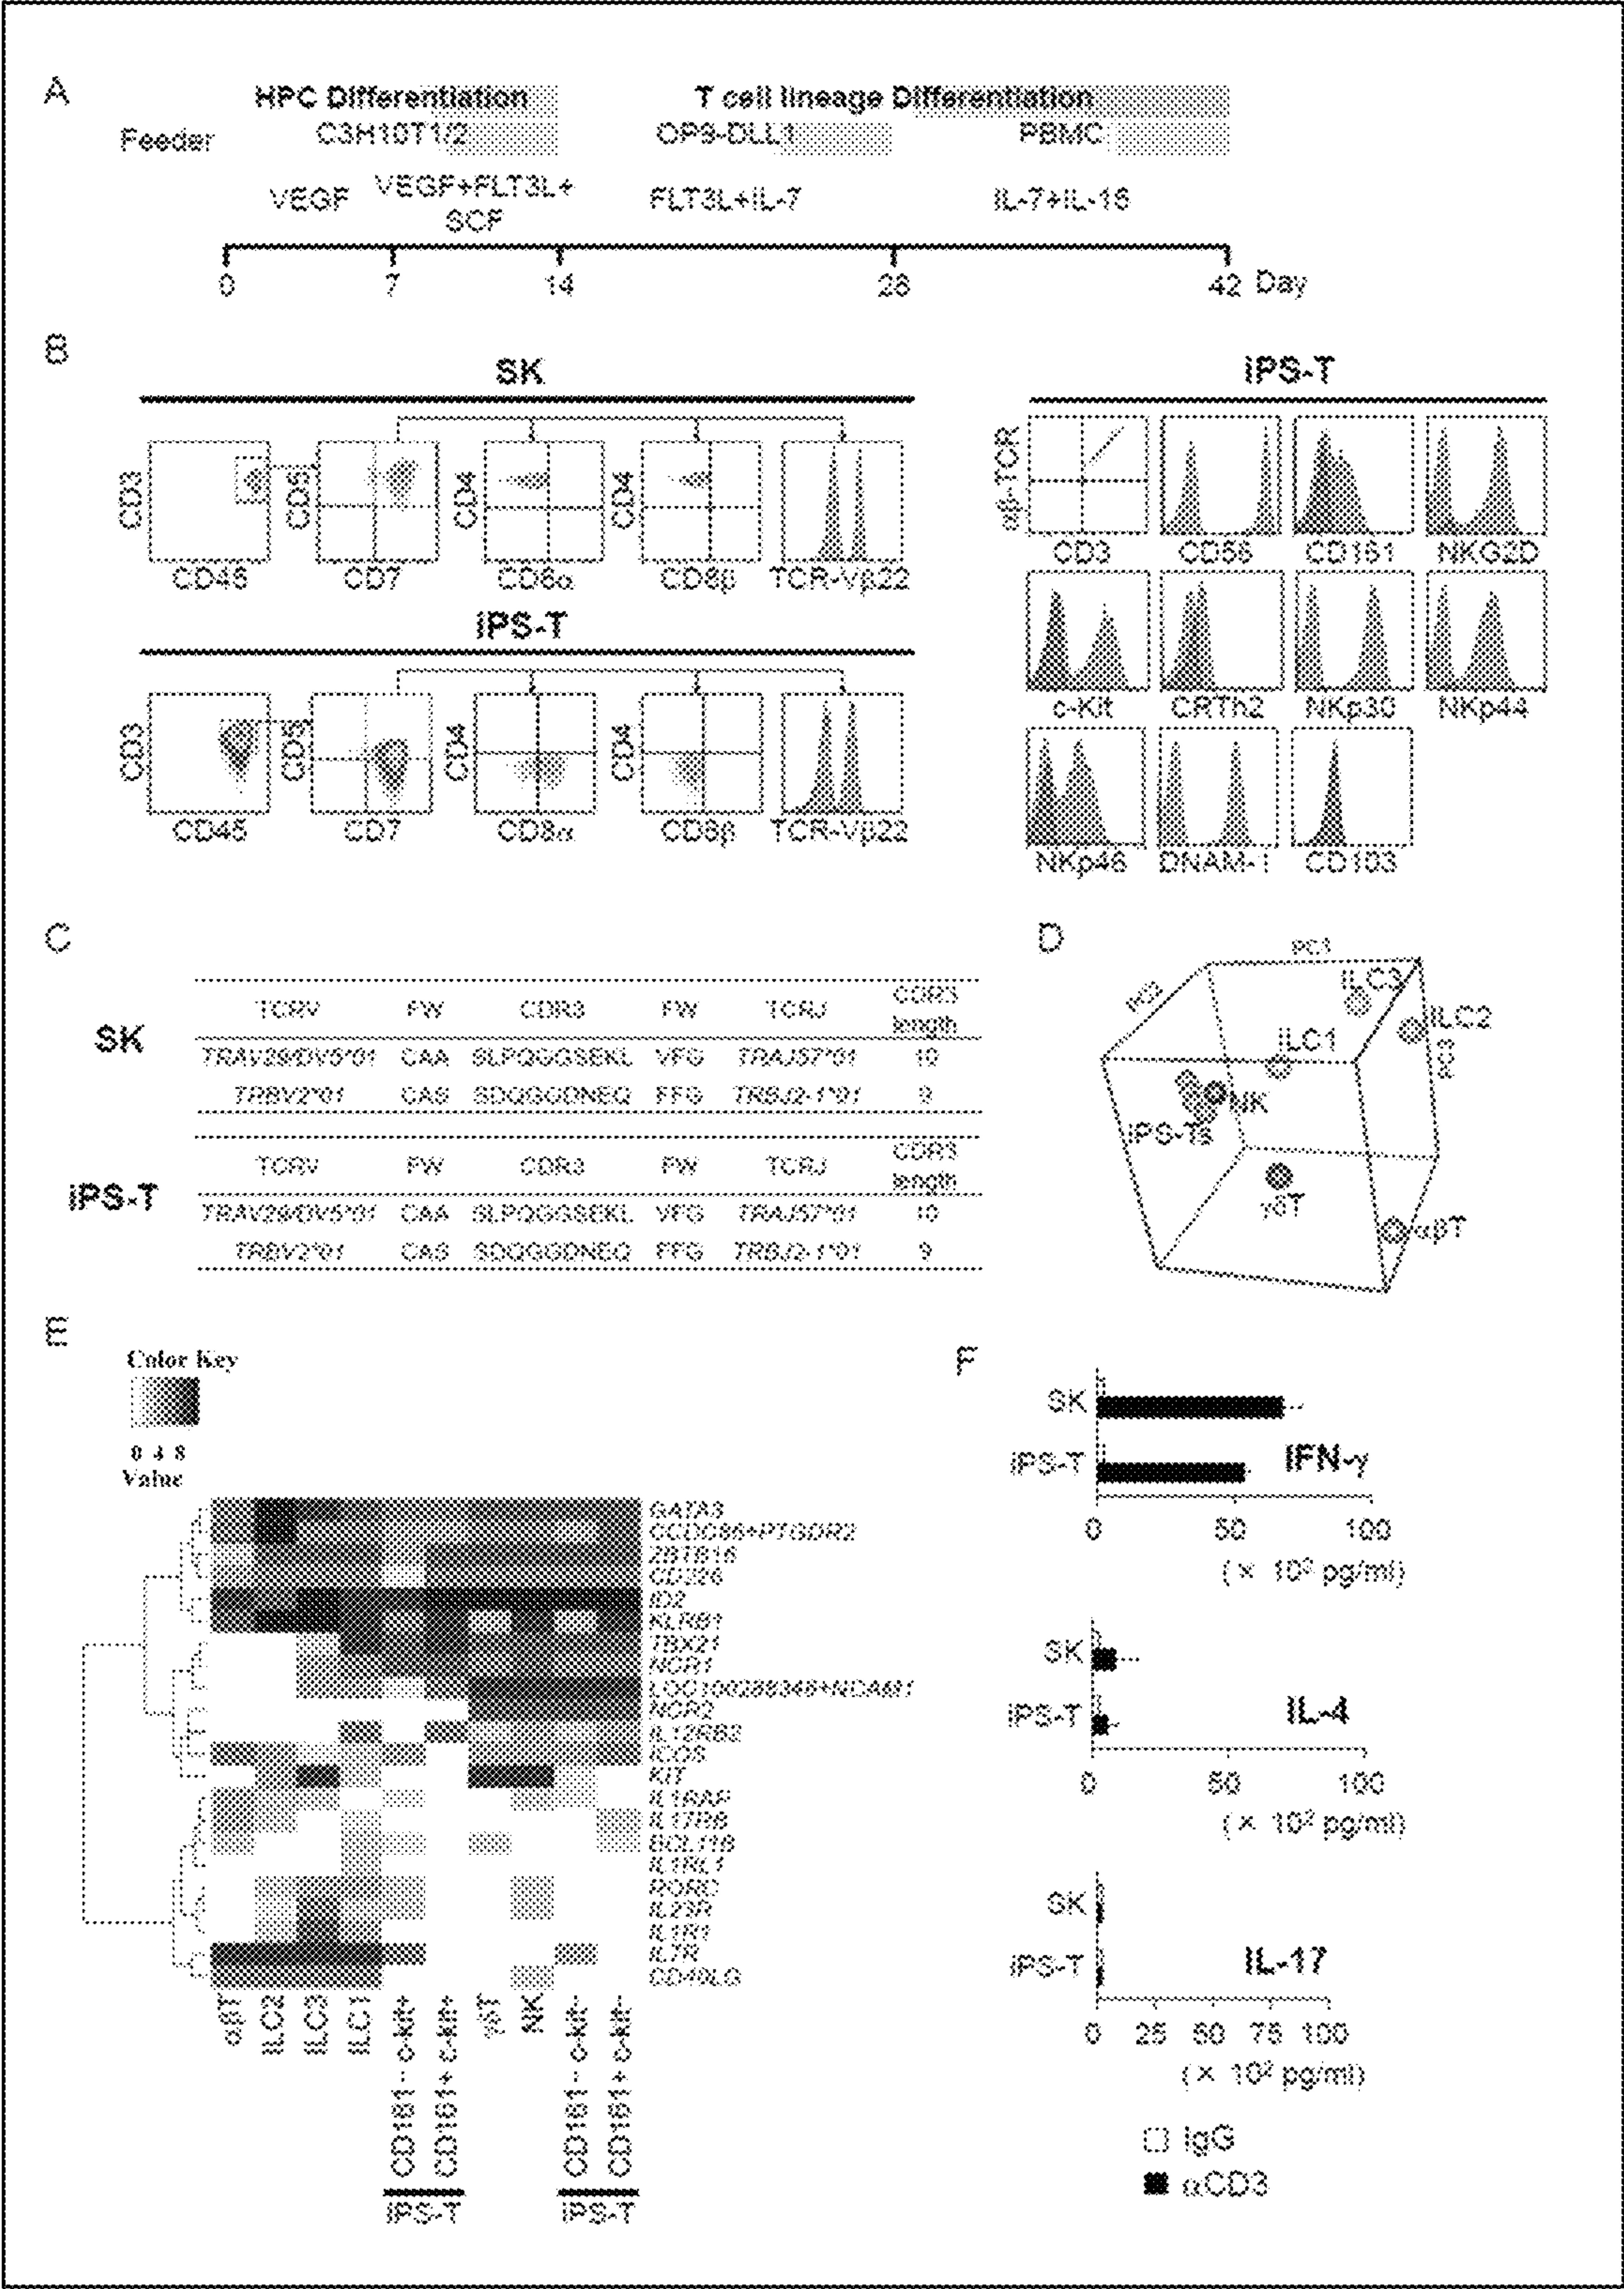 A
HPC Differentiation
T cell lineage Differentiation
Feeder
C3H10T1/2
OP9-DLL1
PBMC
VEGF
VEGF+FLT3L+
SCF
FLT3L+IL-7
IL-7+IL-15
0
7
14
28
42
Day
B
SK
CD3
CD45
CD5
CD7
CD4
CD8α
CD4
CD8β
TCR-Vβ22
iPS-T
CD3
CD45
CD5
CD7
CD4
CD8α
CD4
CD8β
TCR-Vβ22
iPS-T
αβ-TCR
CD3
CD56
CD161
NKG2D
c-Kit
CRTh2
NKp30
NKp44
NKp46
DNAM-1
CD103
C
SK
TCRV FW CDR3 FW TCRJ CDR3 length
TRAV29/DV5*01 CAA SLPQGGSEKL VFG TRAJ57*01 10
TRBV2*01 CAS SDQGGDNEQ FFG TRBJ2-1*01 9
iPS-T
TCRV FW CDR3 FW TCRJ CDR3 length
TRAV29/DV5*01 CAA SLPQGGSEKL VFG TRAJ57*01 10
TRBV2*01 CAS SDQGGDNEQ FFG TRBJ2-1*01 9
D
PC1
PC2
PC3
ILC3
ILC2
ILC1
NK
iPS-Ts
γδT
αβT
E
Color Key
0 4 8
Value
GATA3
CCDC86+PTGDR2
ZBTB16
CD226
ID2
KLRB1
TBX21
NCR1
LOC100288346+NCAM1
NCR2
IL12RB2
ICOS
KIT
IL1RAP
IL17RB
BCL11B
IL1RL1
RORC
IL23R
IL1R1
IL7R
CD40LG
αβT
ILC2
ILC3
ILC1
CD161- c-kit+
CD161+ c-kit+
γδT
NK
CD161- c-kit-
CD161+ c-kit-
iPS-T
iPS-T
F
SK
iPS-T
IFN-γ
0 50 100
(× 10² pg/ml)
SK
iPS-T
IL-4
0 50 100
(× 10² pg/ml)
SK
iPS-T
IL-17
0 25 50 75 100
(× 10² pg/ml)
IgG
αCD3